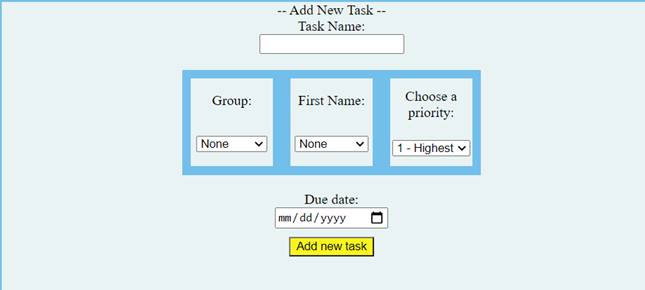 -- Add New Task --
Task Name:
Group:
First Name:
Choose a
priority:
None
None
1 - Highest
Due date:
mm/dd/yyyy
Add new task